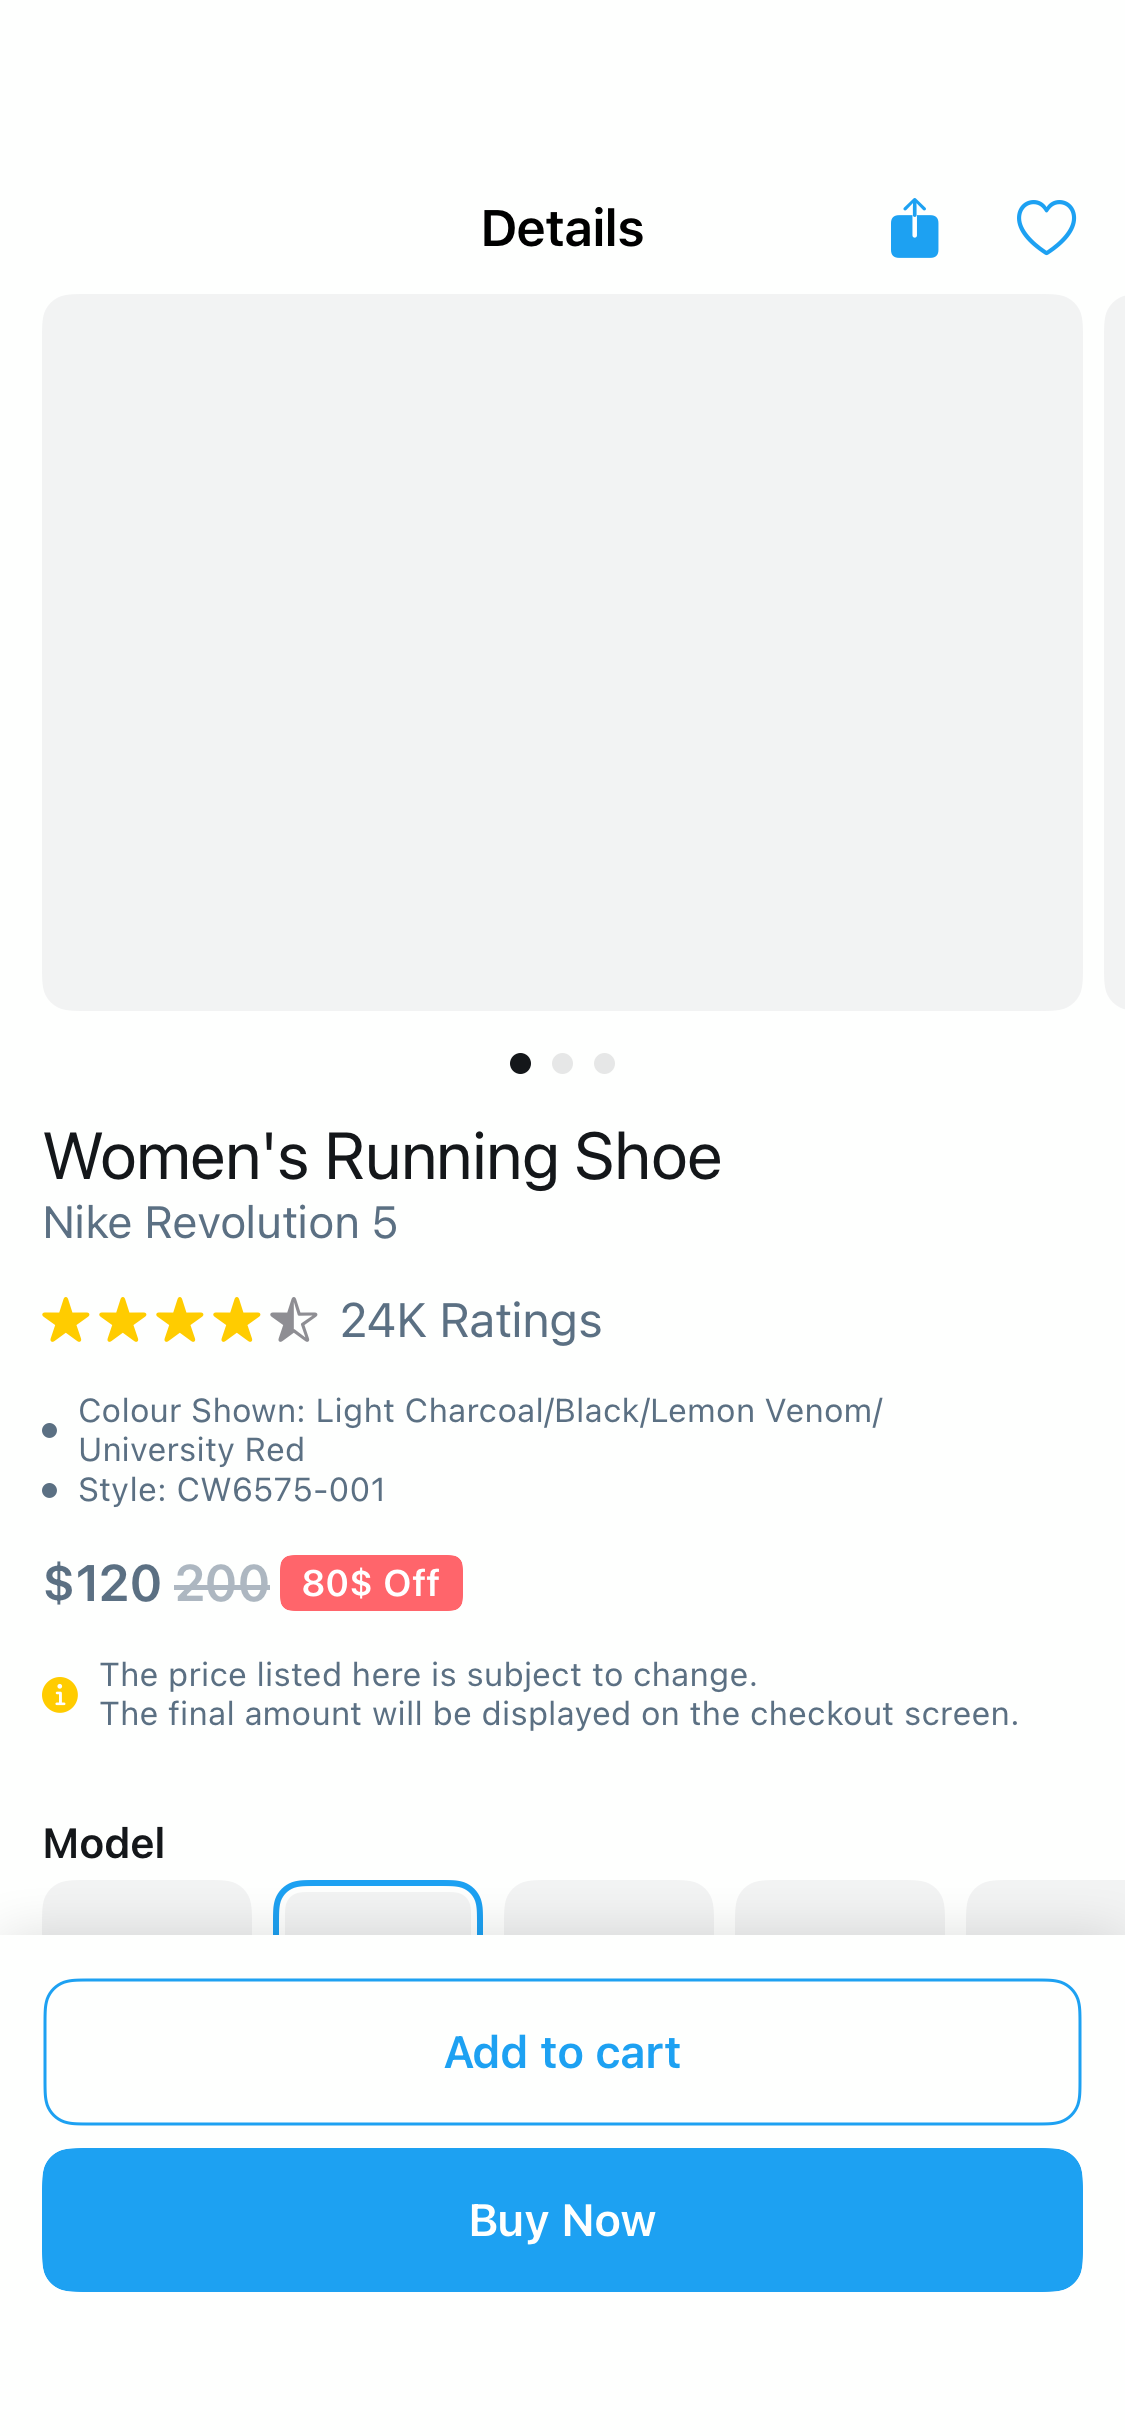 Details
Women's Running Shoe
Nike Revolution 5
24K Ratings
Colour Shown: Light Charcoal/Black/Lemon Venom/
University Red
Style: CW6575-001
$120 200 80$ Off
The price listed here is subject to change.
The final amount will be displayed on the checkout screen.
Model
Add to cart
Buy Now